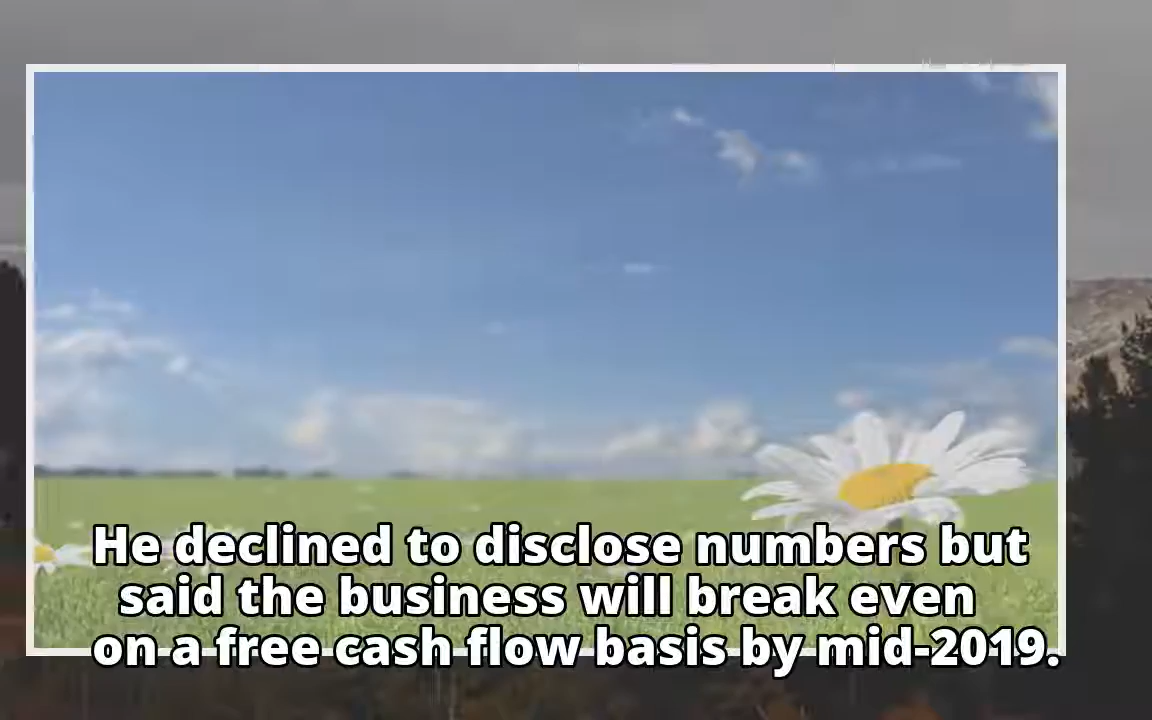 He declined to disclose numbers but
said the business will break even
on a free cash flow basis by mid-2019.